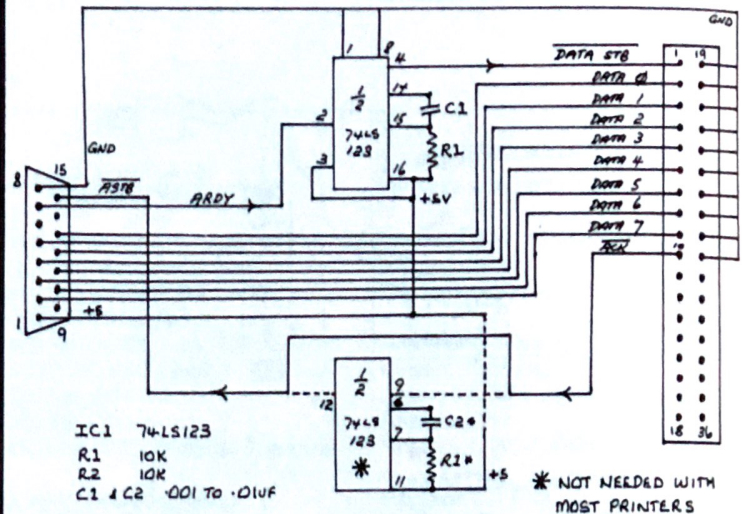 GND
1 8
4
DATA STB
1 19
14
DATA 0
1/2
C1
DATA 1
2
15
DATA 2
74LS
123
R1
DATA 3
GND
3
16
DATA 4
8 15
ASTB
ARDY
+5V
DATA 5
DATA 6
DATA 7
ACK
+5
1
9
1/2
9
12
6
74LS
123
C2*
7
18 36
IC1 74LS123
R1 10K
R2 10K
C1 & C2 .001 TO .01UF
*
R1*
11
+5
* NOT NEEDED WITH
MOST PRINTERS